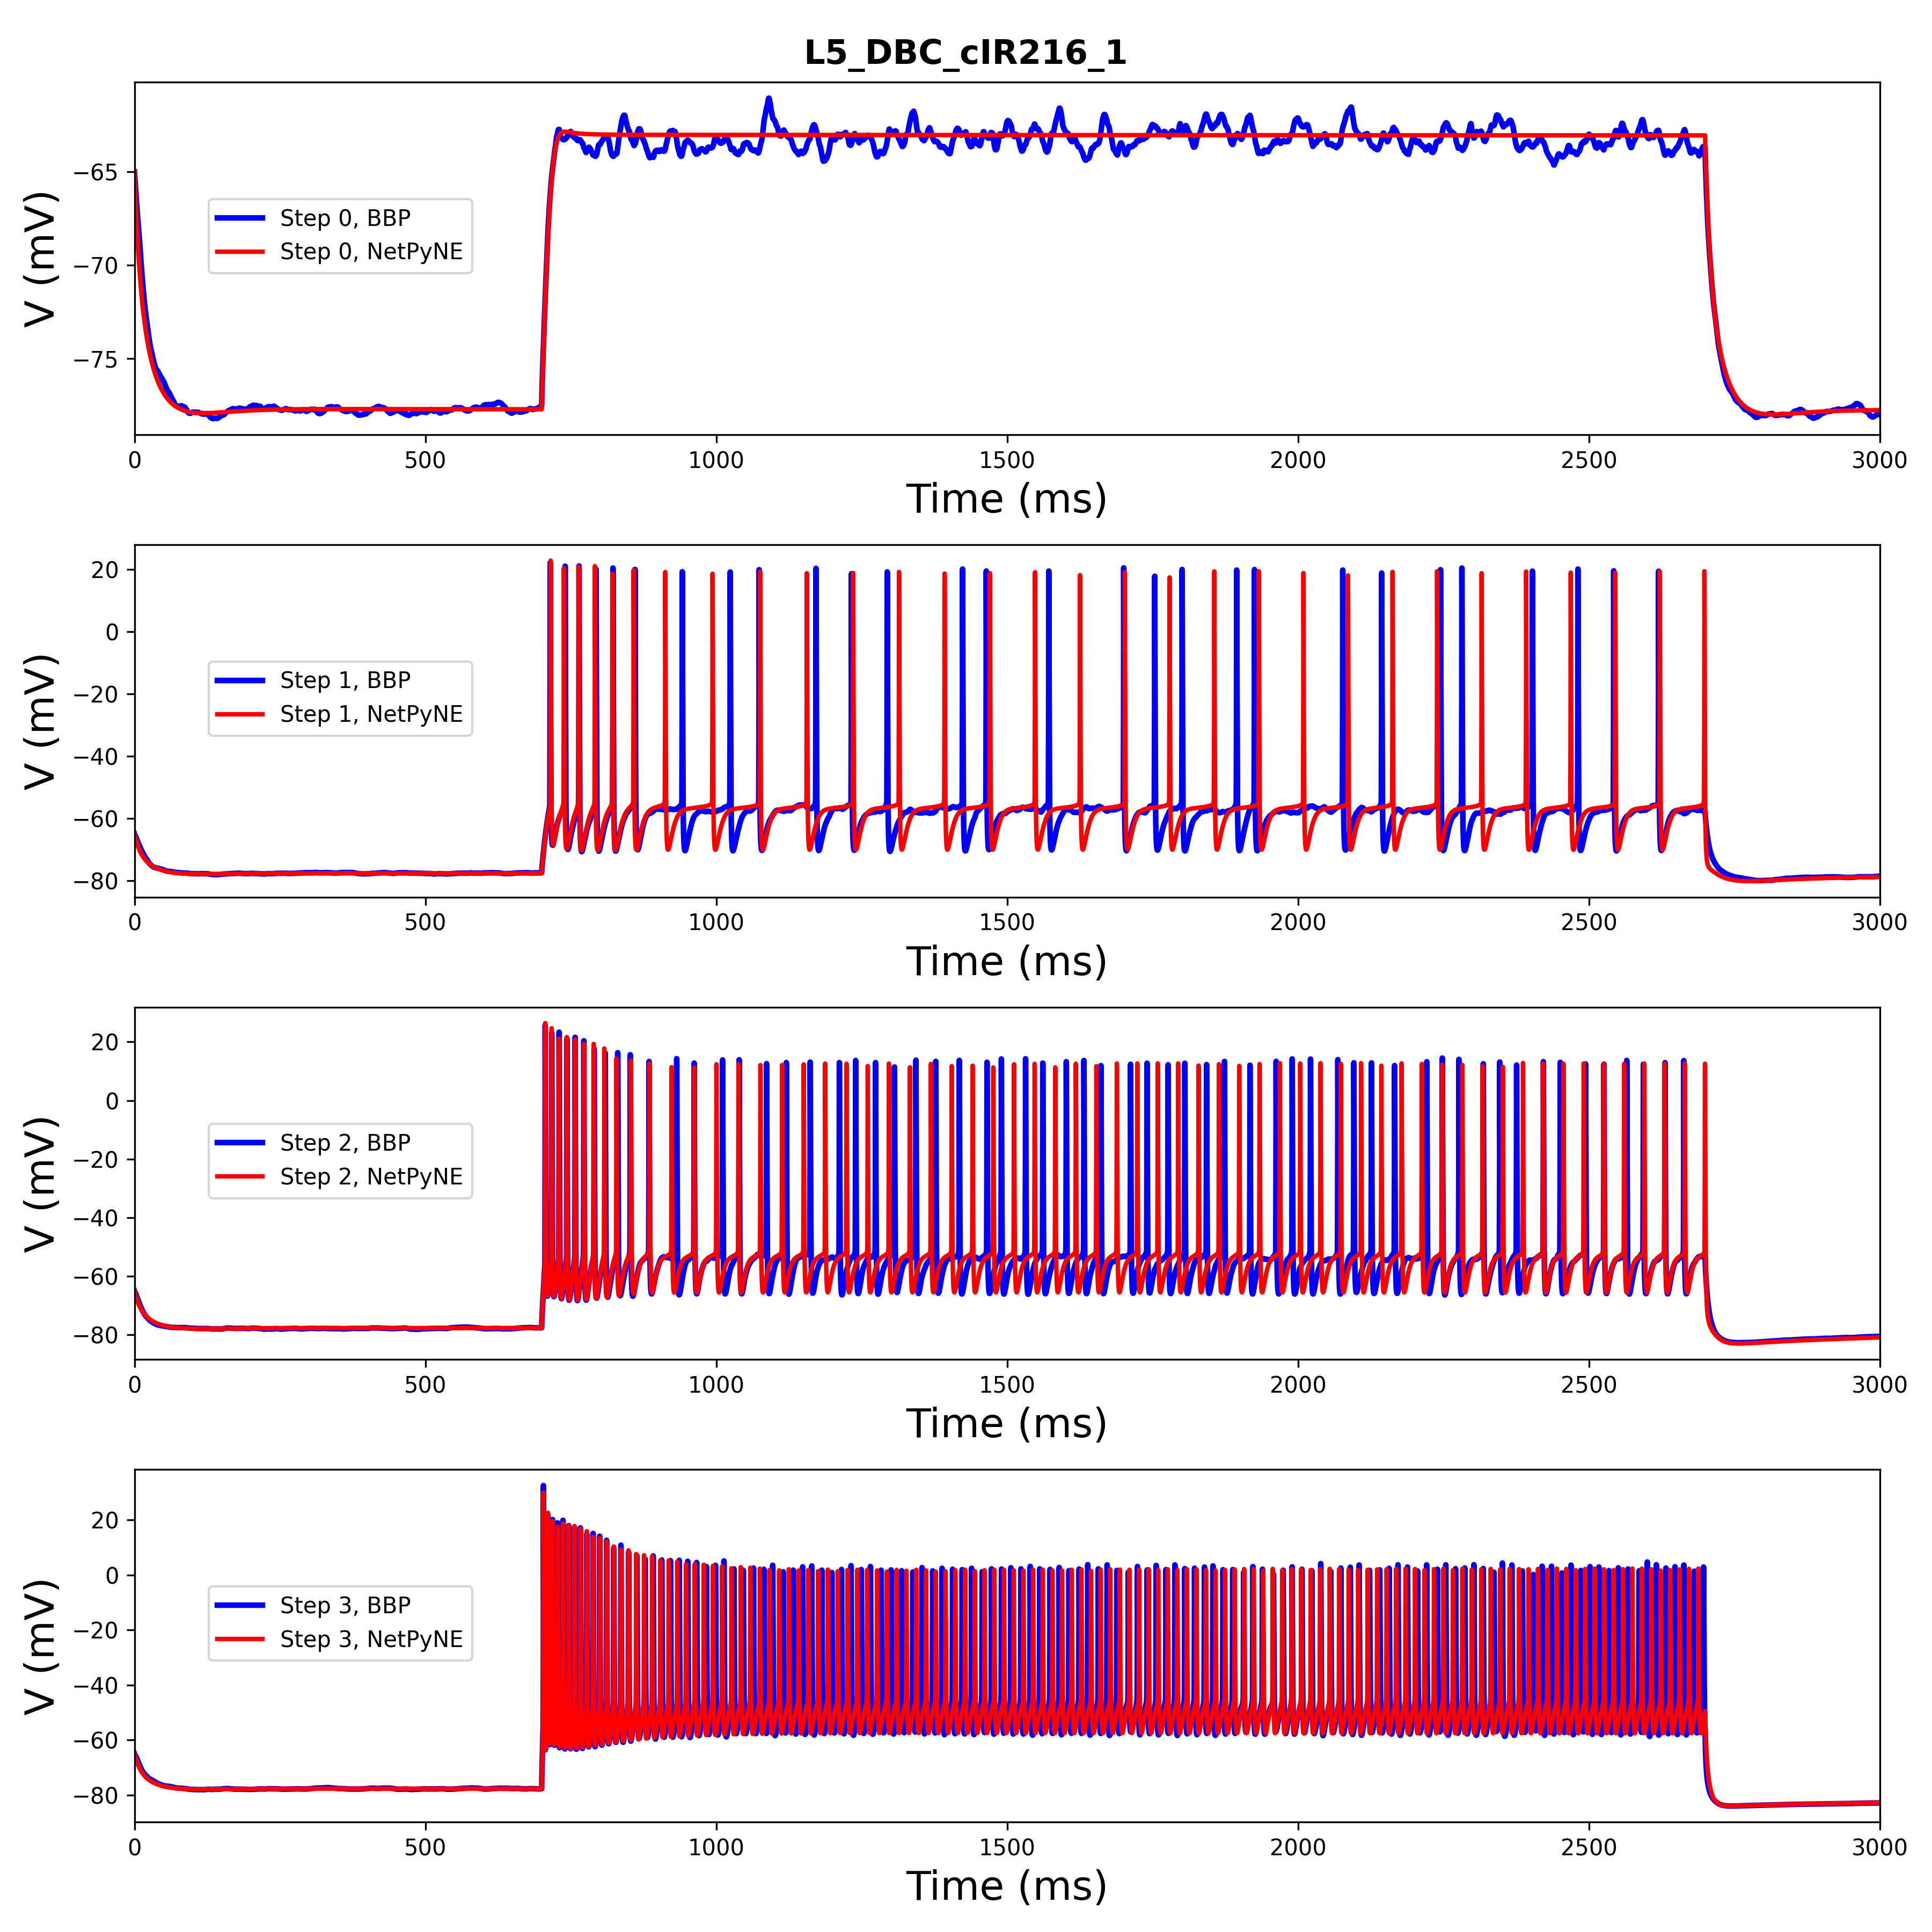 L5_DBC_cIR216_1
V (mV)
−65
−70
−75
Step 0, BBP
Step 0, NetPyNE
0 500 1000 1500 2000 2500 3000
Time (ms)
V (mV)
20
0
−20
−40
−60
−80
Step 1, BBP
Step 1, NetPyNE
0 500 1000 1500 2000 2500 3000
Time (ms)
V (mV)
20
0
−20
−40
−60
−80
Step 2, BBP
Step 2, NetPyNE
0 500 1000 1500 2000 2500 3000
Time (ms)
V (mV)
20
0
−20
−40
−60
−80
Step 3, BBP
Step 3, NetPyNE
0 500 1000 1500 2000 2500 3000
Time (ms)